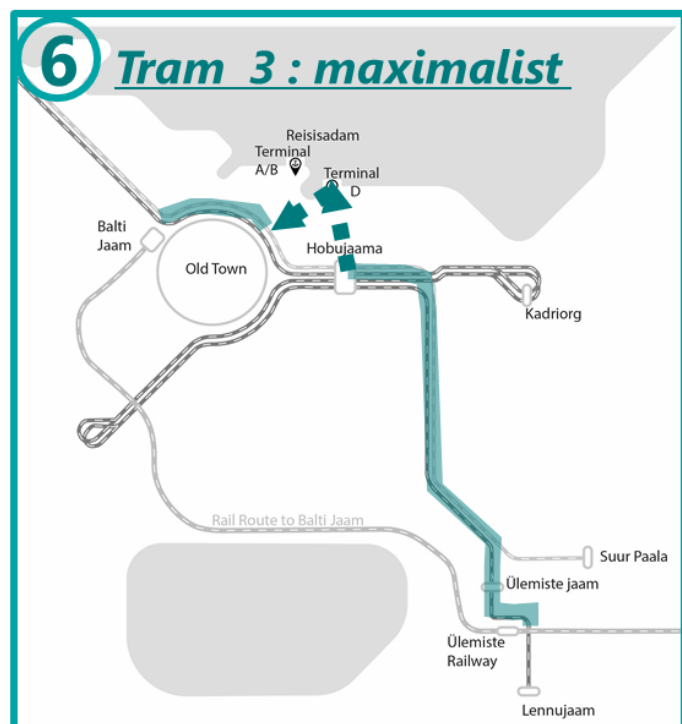 6
Tram 3 : maximalist
Reisisadam
Terminal
A/B
Terminal
D
Balti
Jaam
Old Town
Hobujaama
Kadriorg
Rail Route to Balti Jaam
Suur Paala
Ülemiste jaam
Ülemiste
Railway
Lennujaam